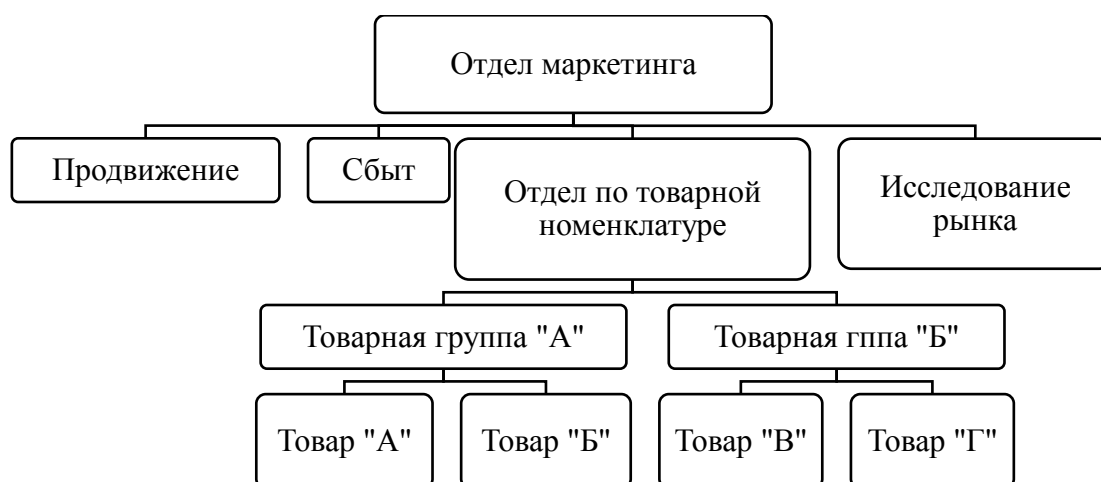 Отдел маркетинга
Продвижение
Сбыт
Отдел по товарной
номенклатуре
Исследование
рынка
Товарная группа "А"
Товарная гппа "Б"
Товар "А"
Товар "Б"
Товар "В"
Товар "Г"